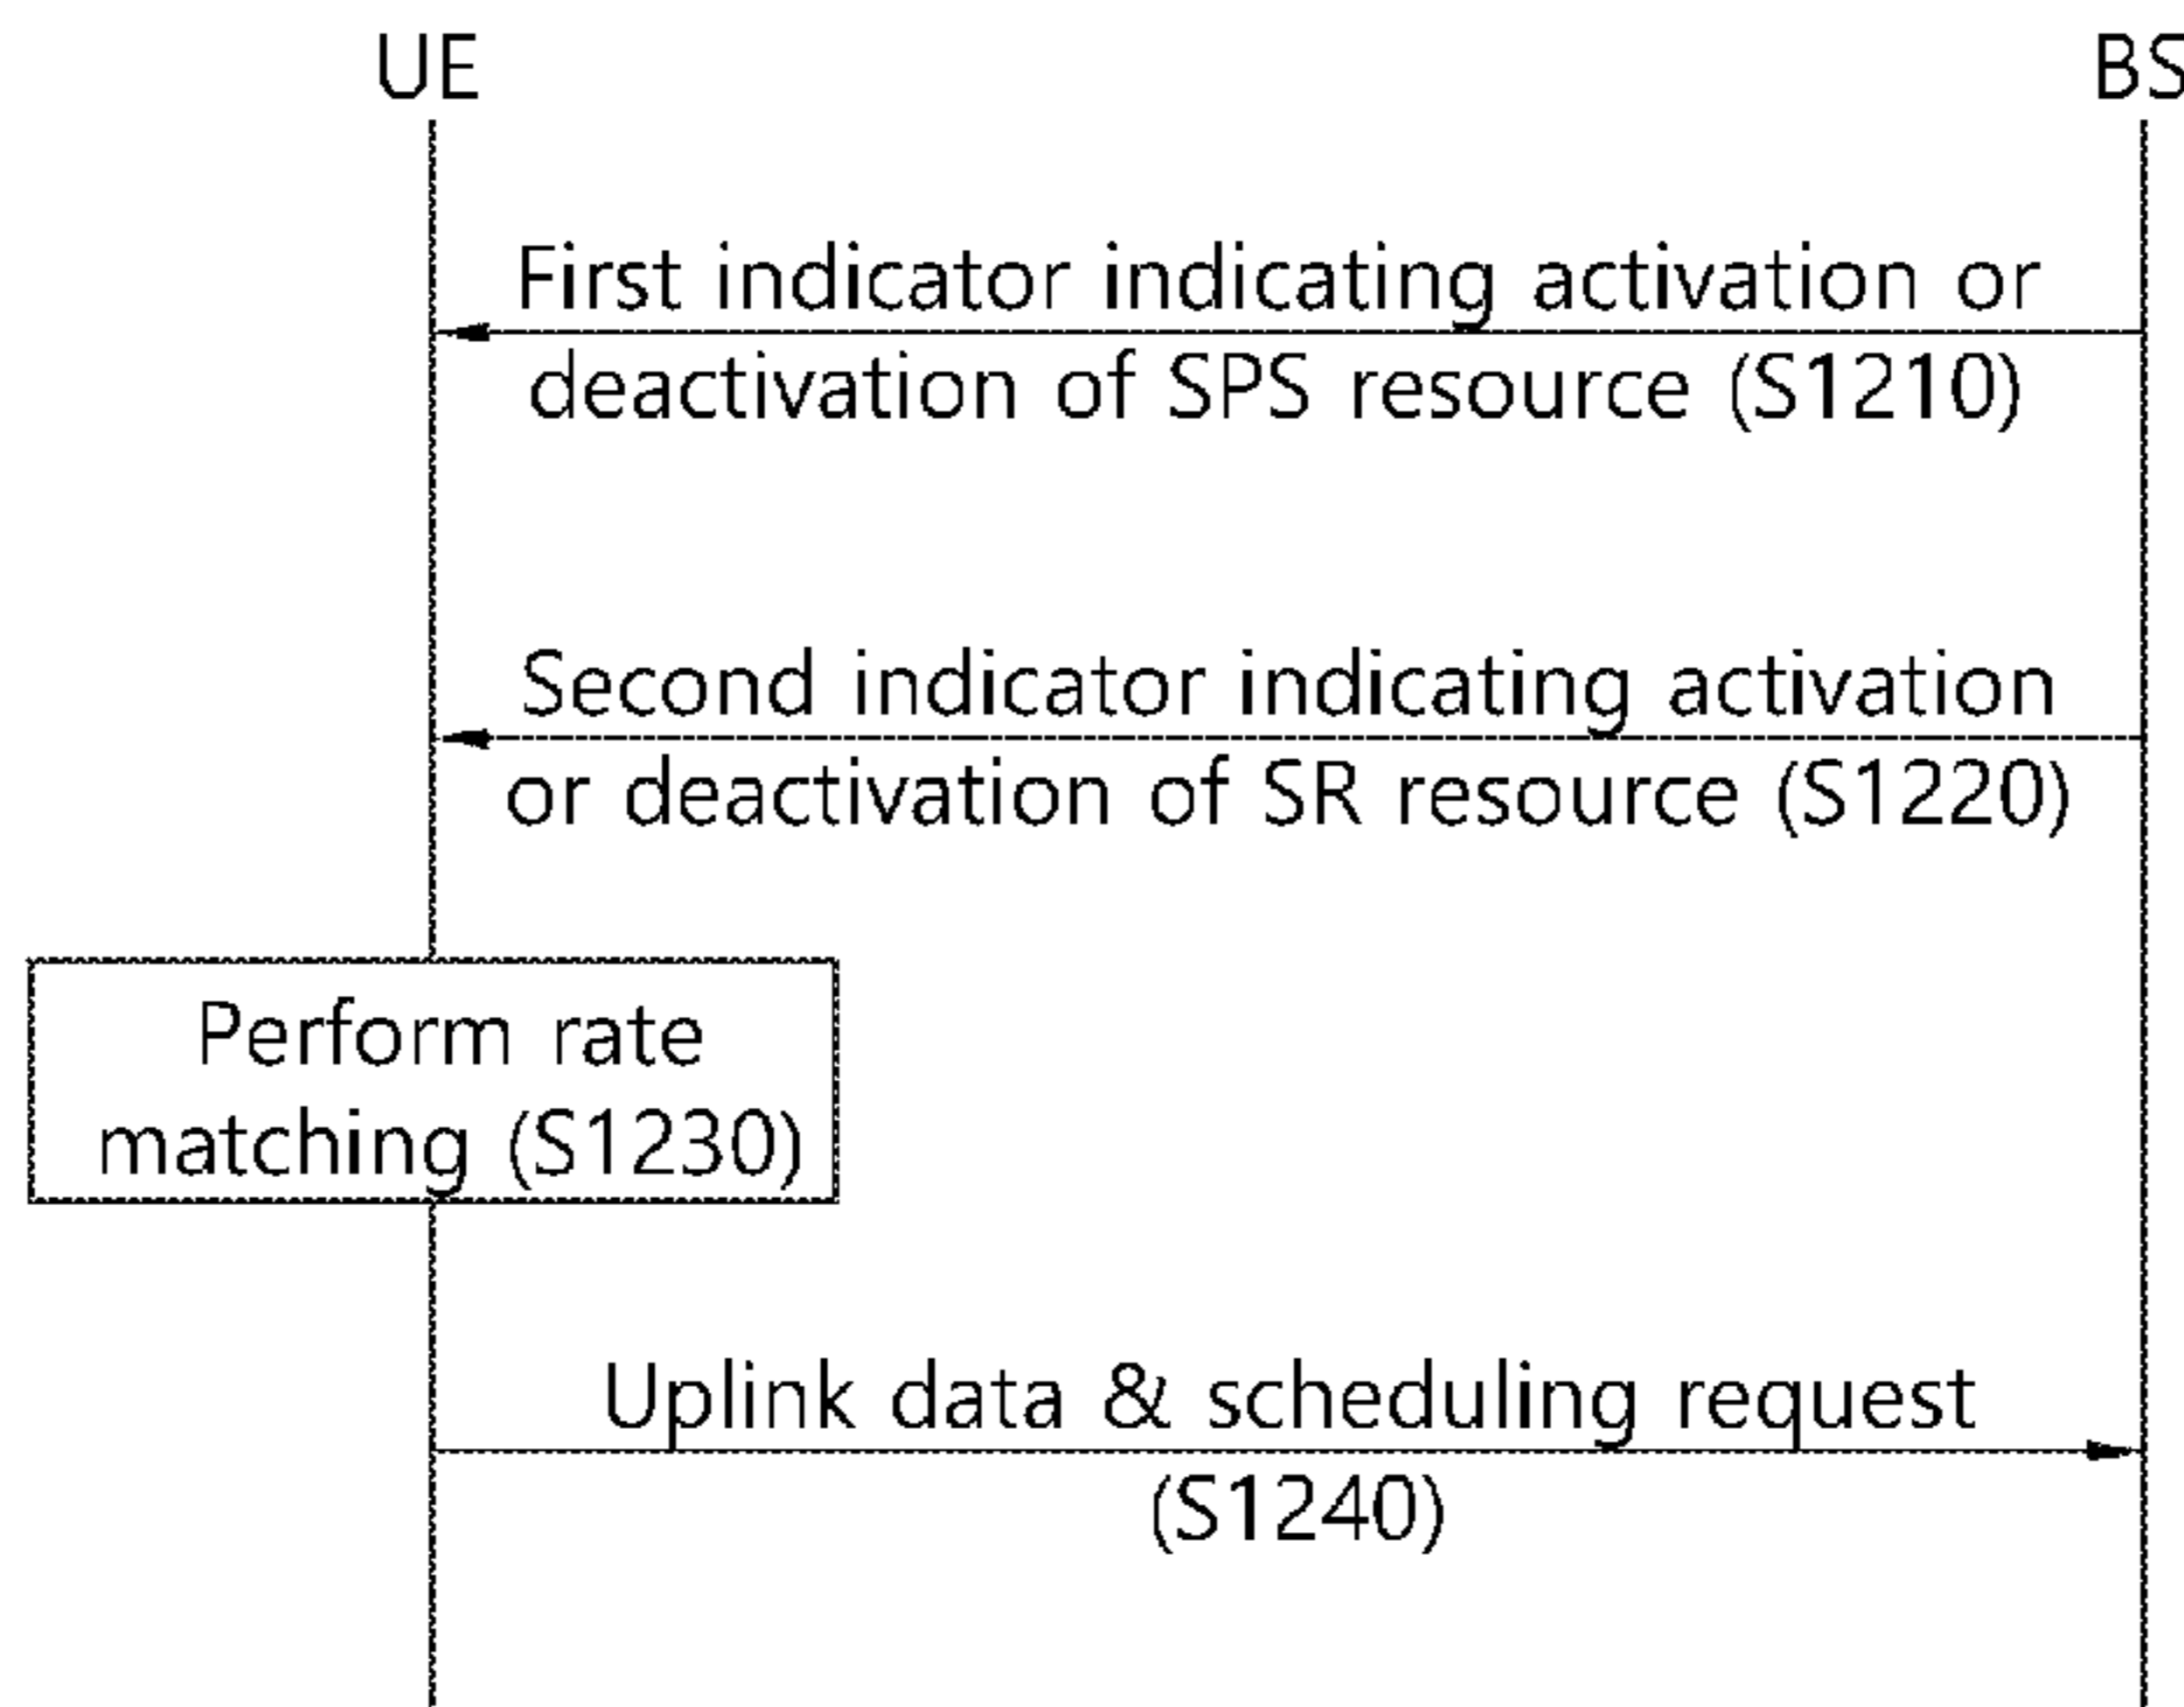 UE
BS
First indicator indicating activation or
deactivation of SPS resource (S1210)
Second indicator indicating activation
or deactivation of SR resource (S1220)
Perform rate
matching (S1230)
Uplink data & scheduling request
(S1240)